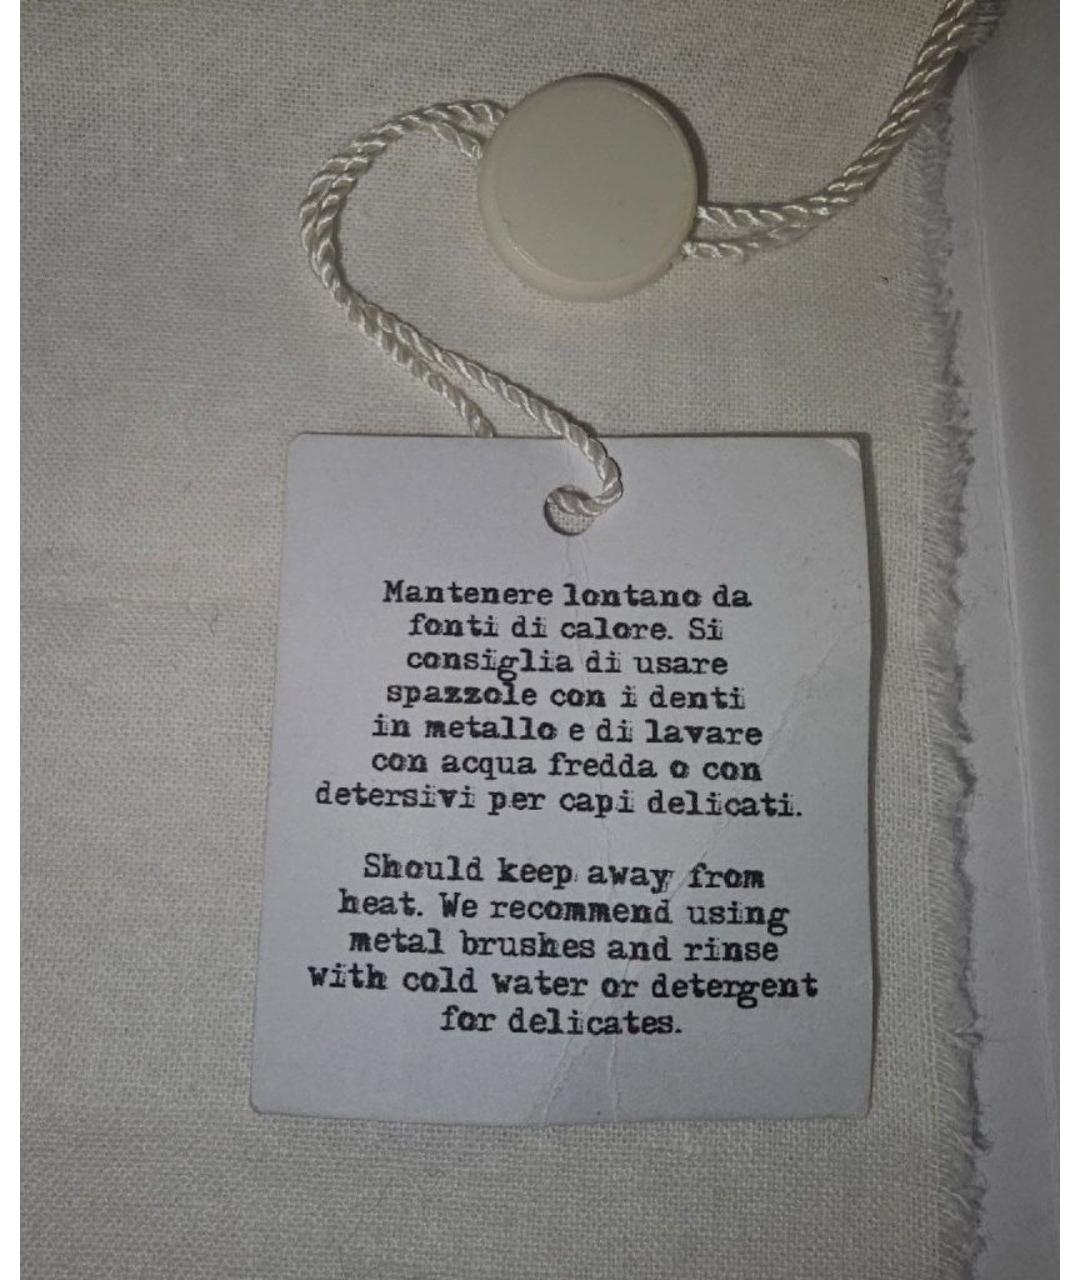 Mantenere lontano da
fonti di calore. Si
consiglia di usare
spazzole con i denti
in metallo e di lavare
con acqua fredda o con
detersivi per capi delicati.
Should keep away from
heat. We recommend using
metal brushes and rinse
with cold water or detergent
for delicates.